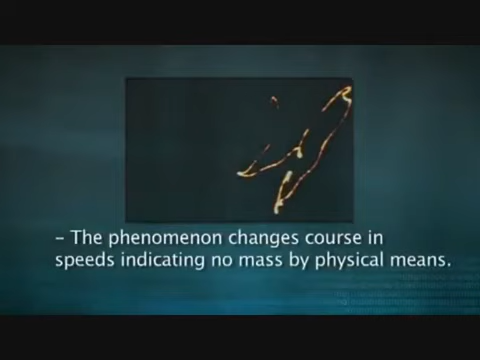 – The phenomenon changes course in
speeds indicating no mass by physical means.